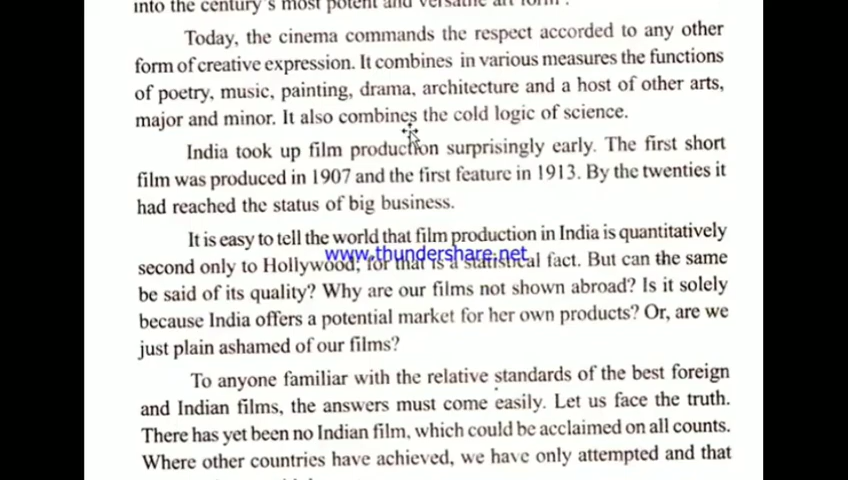 into the century's most potent and versatile art form".
Today, the cinema commands the respect accorded to any other
form of creative expression. It combines in various measures the functions
of poetry, music, painting, drama, architecture and a host of other arts,
major and minor. It also combines the cold logic of science.
India took up film production surprisingly early. The first short
film was produced in 1907 and the first feature in 1913. By the twenties it
had reached the status of big business.
It is easy to tell the world that film production in India is quantitatively
www.thundershare.net
second only to Hollywood; for that is a statistical fact. But can the same
be said of its quality? Why are our films not shown abroad? Is it solely
because India offers a potential market for her own products? Or, are we
just plain ashamed of our films?
To anyone familiar with the relative standards of the best foreign
and Indian films, the answers must come easily. Let us face the truth.
There has yet been no Indian film, which could be acclaimed on all counts.
Where other countries have achieved, we have only attempted and that